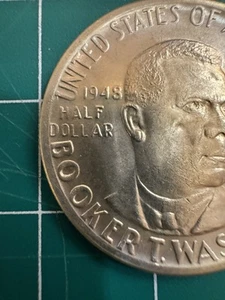 UNITED STATES OF
1948
HALF
DOLLAR
BOOKER T. WAS